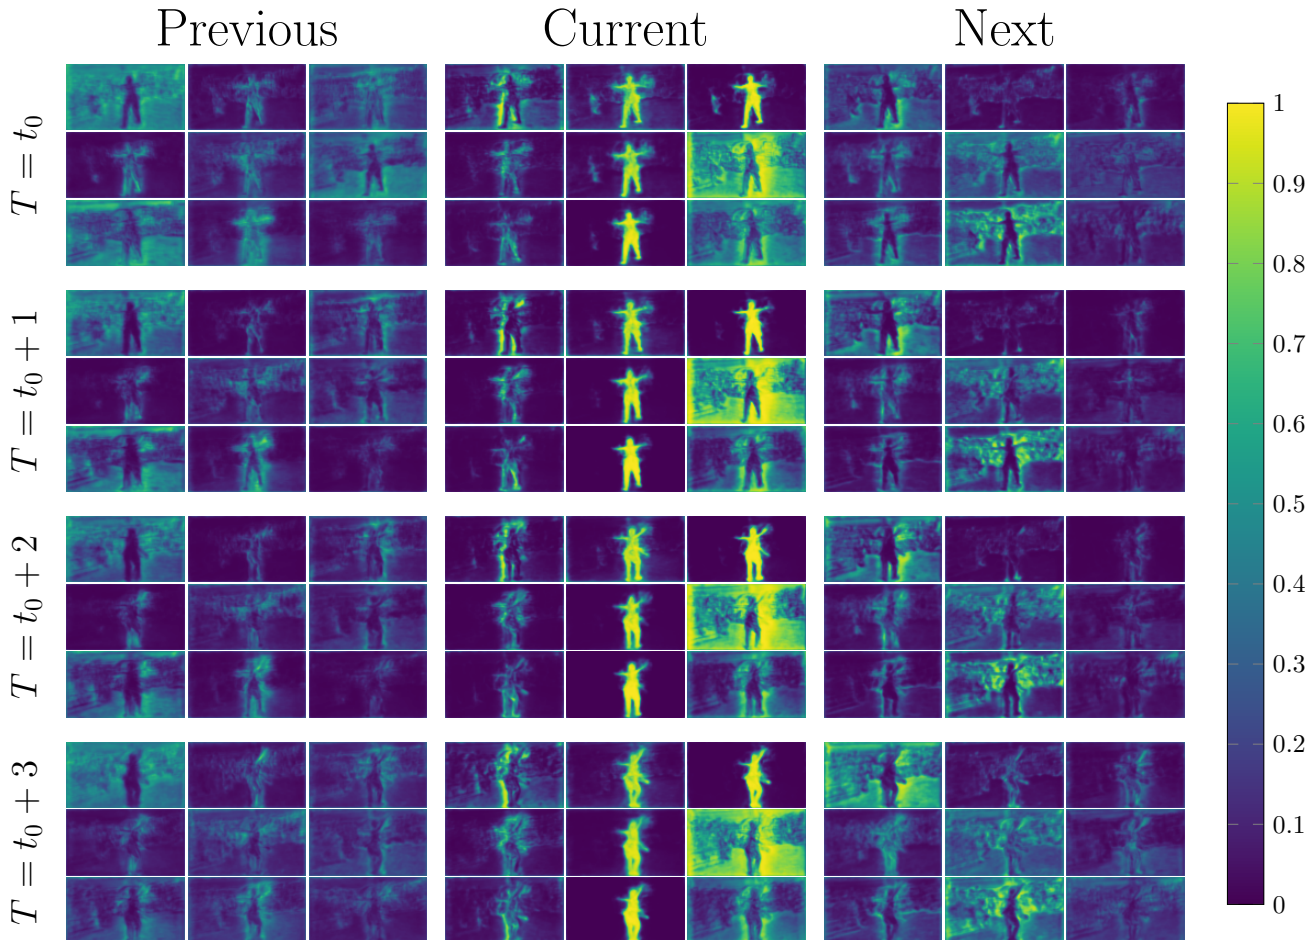 Previous Current Next
T = t₀
T = t₀ + 1
T = t₀ + 2
T = t₀ + 3
1
0.9
0.8
0.7
0.6
0.5
0.4
0.3
0.2
0.1
0